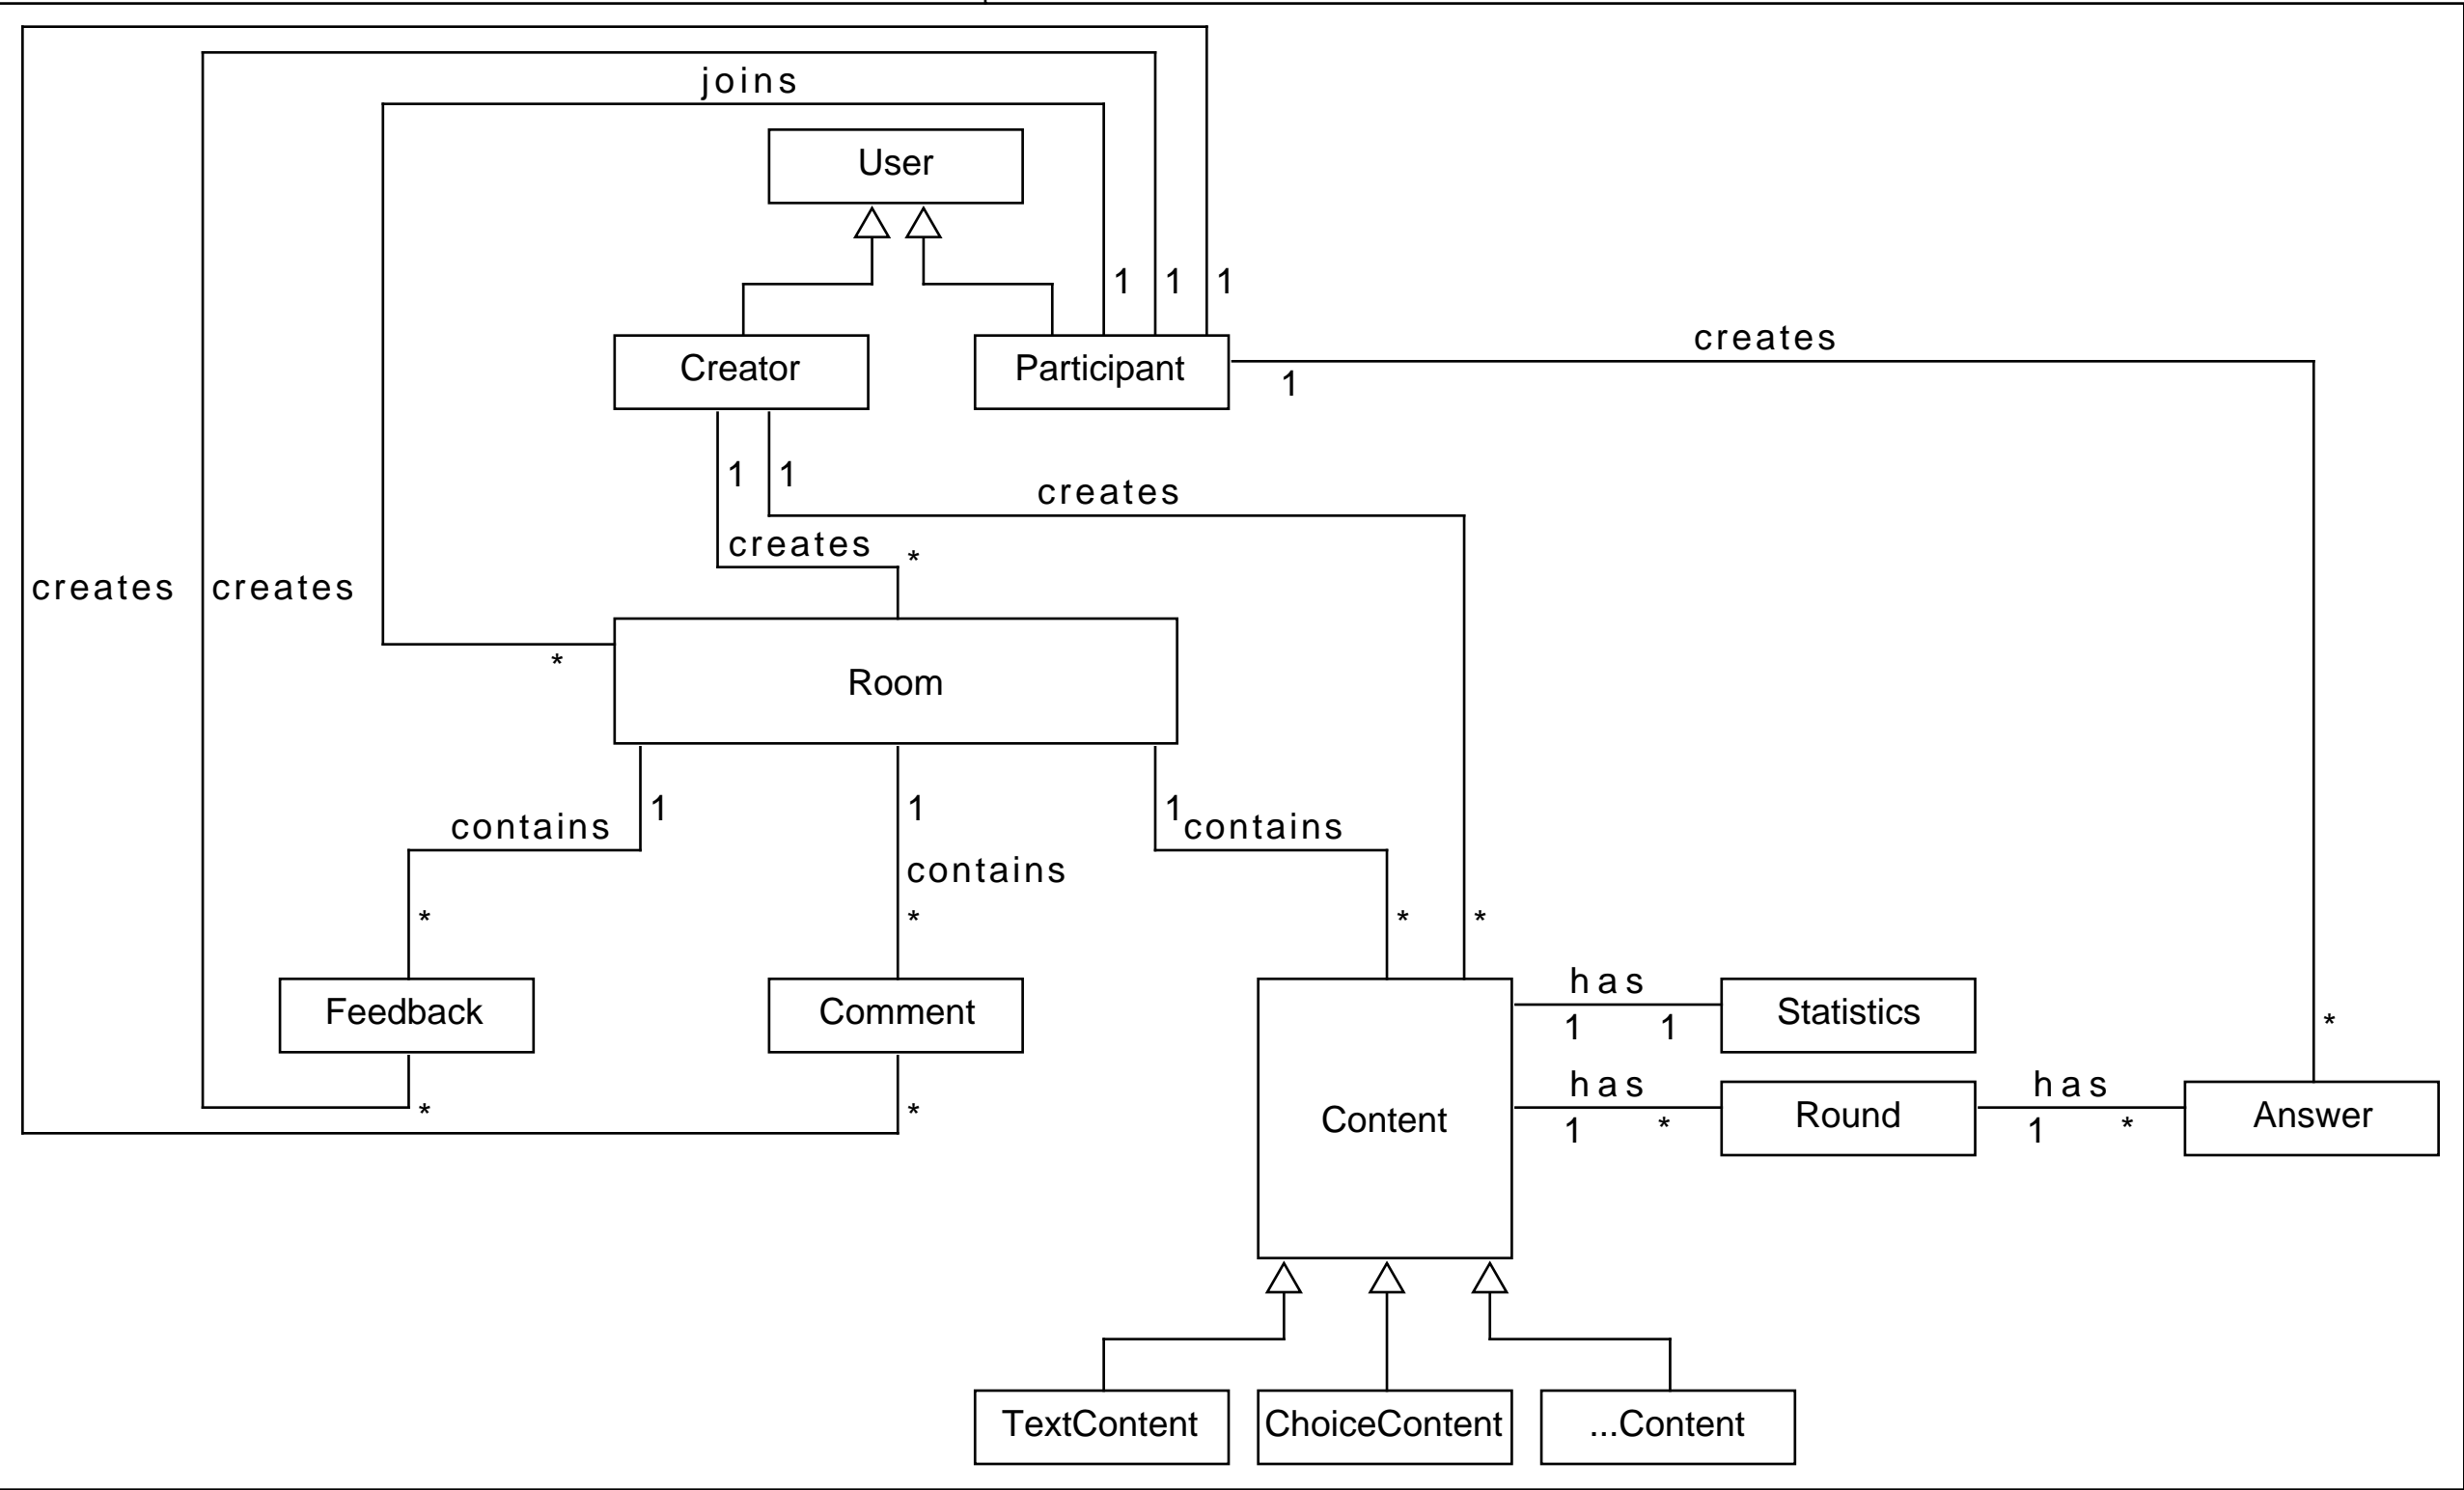 joins
User
1 1 1
creates
Creator
Participant
1
1 1
creates
creates *
creates creates
*
Room
1 1 1
contains contains
contains
* * * *
has
Feedback Comment Statistics
1 1 *
has has
* * Content Round Answer
1 * 1 *
TextContent ChoiceContent ...Content